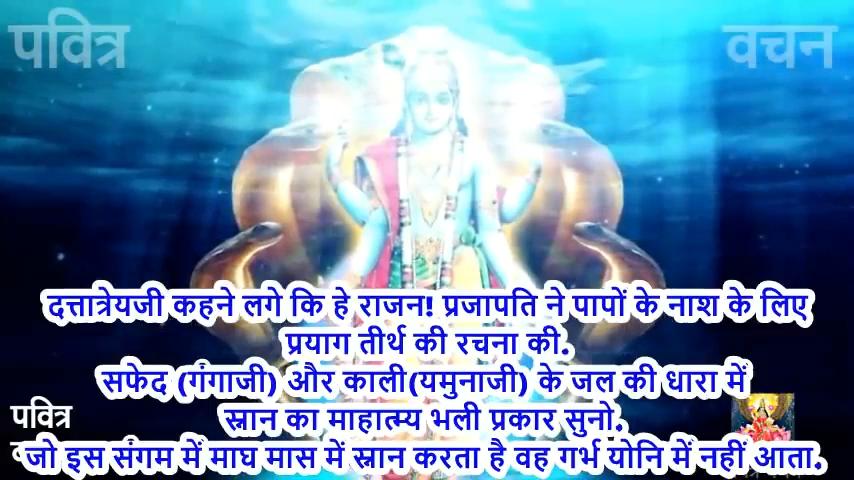 पवित्र
वचन
दत्तात्रेयजी कहने लगे कि हे राजन! प्रजापति ने पापों के नाश के लिए
प्रयाग तीर्थ की रचना की.
सफेद (गंगाजी) और काली(यमुनाजी) के जल की धारा में
पवित्र
स्नान का माहात्म्य भली प्रकार सुनो.
जो इस संगम में माघ मास में स्नान करता है वह गर्भ योनि में नहीं आता.